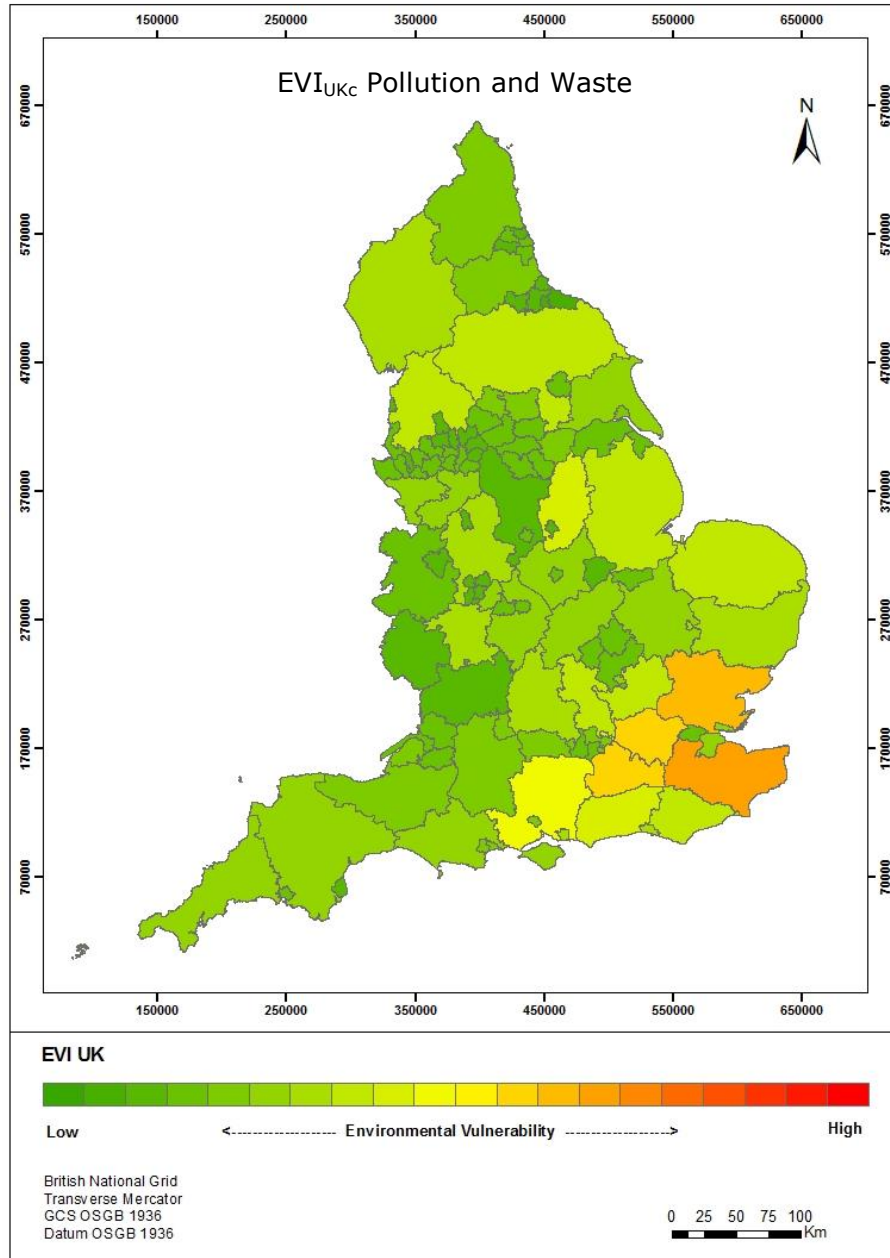 150000 250000 350000 450000 550000 650000
EVIUKc Pollution and Waste
N
670000 670000
570000 570000
470000 470000
370000 370000
270000 270000
170000 170000
70000 70000
150000 250000 350000 450000 550000 650000
EVI UK
Low <--------------- Environmental Vulnerability ---------------> High
British National Grid
Transverse Mercator
GCS OSGB 1936
Datum OSGB 1936
0 25 50 75 100
Km